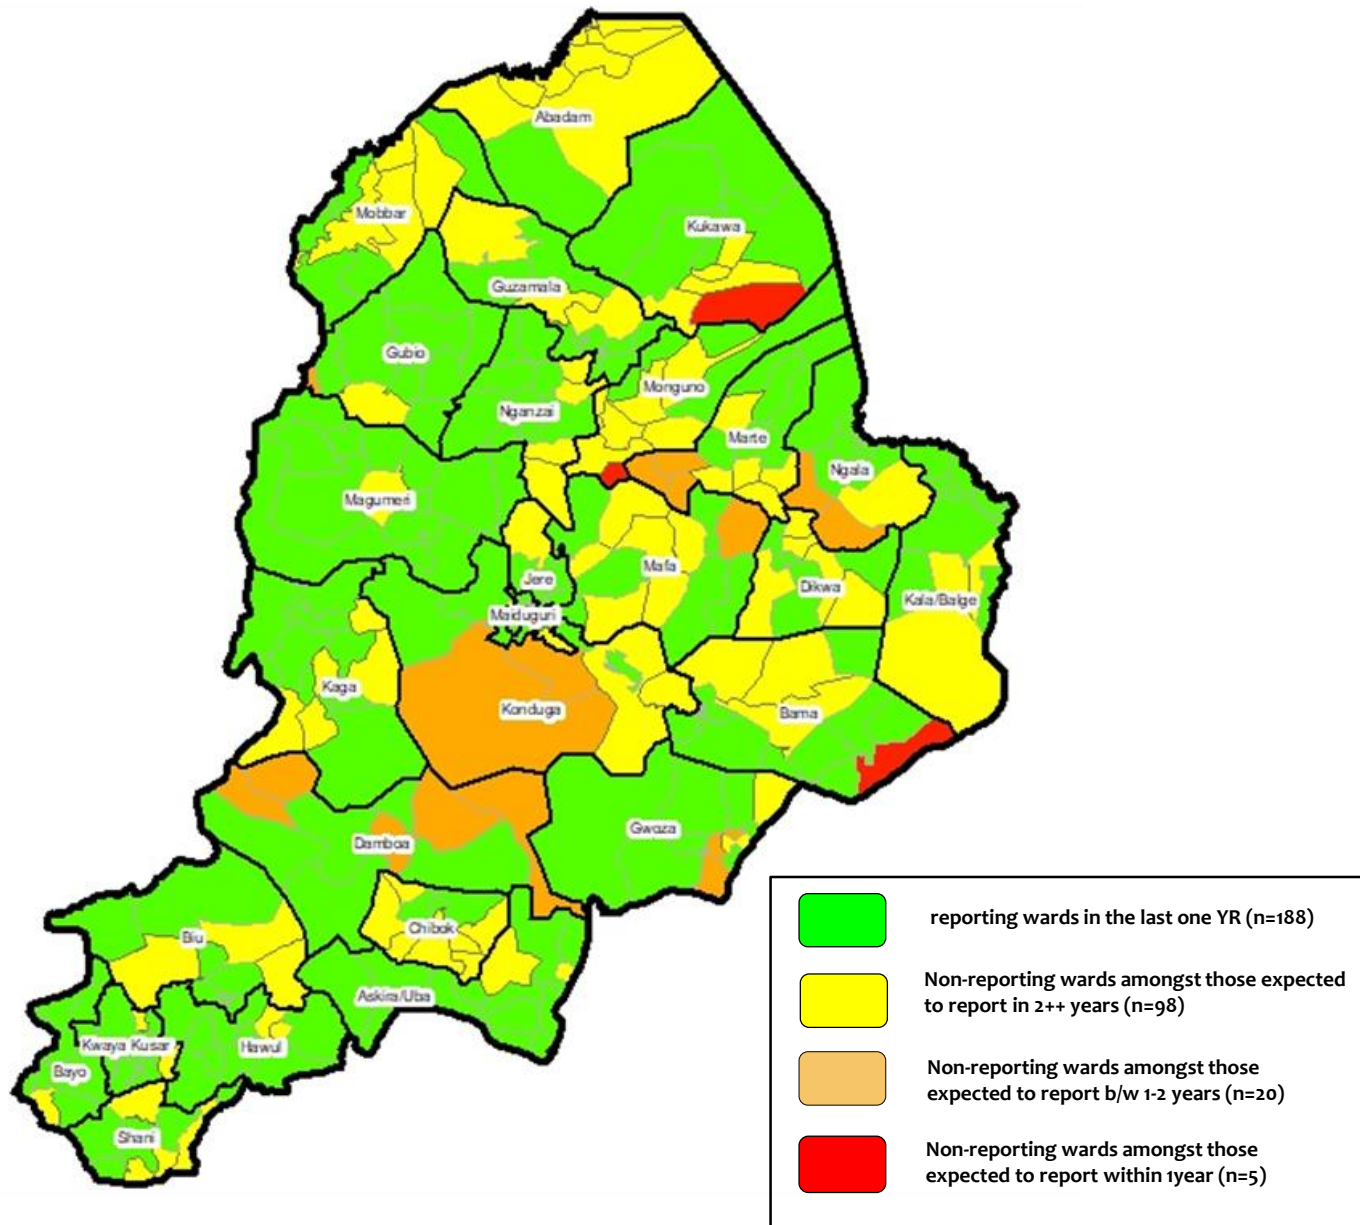 Abadam
Mobbar
Kukawa
Guzamala
Gubio
Monguno
Nganzai
Marte
Ngala
Magumeri
Mafa
Jere
Dikwa
Kala/Balge
Maiduguri
Kaga
Konduga
Bama
Gwoza
Damboa
Chibok
Biu
Askira/Uba
Kwaya Kusar
Hawul
Bayo
Shani
reporting wards in the last one YR (n=188)
Non-reporting wards amongst those expected
to report in 2++ years (n=98)
Non-reporting wards amongst those
expected to report b/w 1-2 years (n=20)
Non-reporting wards amongst those
expected to report within 1year (n=5)